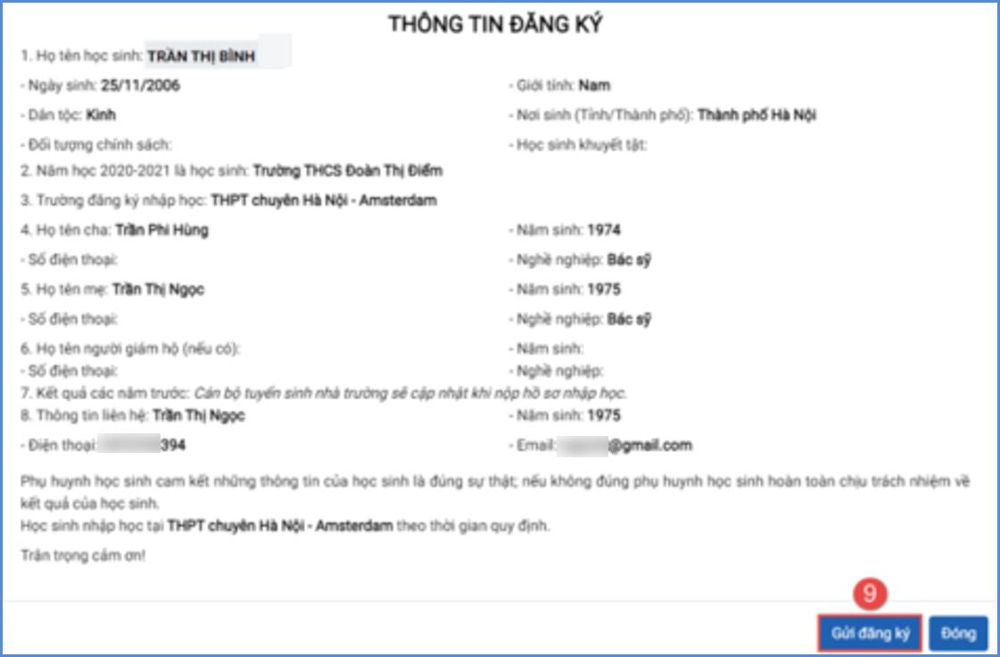 THÔNG TIN ĐĂNG KÝ
1. Họ tên học sinh: TRẦN THỊ BÌNH
- Ngày sinh: 25/11/2006 - Giới tính: Nam
- Dân tộc: Kinh - Nơi sinh (Tỉnh/Thành phố): Thành phố Hà Nội
- Đối tượng chính sách: - Học sinh khuyết tật:
2. Năm học 2020-2021 là học sinh: Trường THCS Đoàn Thị Điểm
3. Trường đăng ký nhập học: THPT chuyên Hà Nội - Amsterdam
4. Họ tên cha: Trần Phi Hùng - Năm sinh: 1974
- Số điện thoại: - Nghề nghiệp: Bác sỹ
5. Họ tên mẹ: Trần Thị Ngọc - Năm sinh: 1975
- Số điện thoại: - Nghề nghiệp: Bác sỹ
6. Họ tên người giám hộ (nếu có): - Năm sinh:
- Số điện thoại: - Nghề nghiệp:
7. Kết quả các năm trước: Cán bộ tuyển sinh nhà trường sẽ cập nhật khi nộp hồ sơ nhập học.
8. Thông tin liên hệ: Trần Thị Ngọc - Năm sinh: 1975
- Điện thoại: 394 - Email: @gmail.com
Phụ huynh học sinh cam kết những thông tin của học sinh là đúng sự thật; nếu không đúng phụ huynh học sinh hoàn toàn chịu trách nhiệm về
kết quả của học sinh.
Học sinh nhập học tại THPT chuyên Hà Nội - Amsterdam theo thời gian quy định.
Trân trọng cảm ơn!
9
Gửi đăng ký Đóng